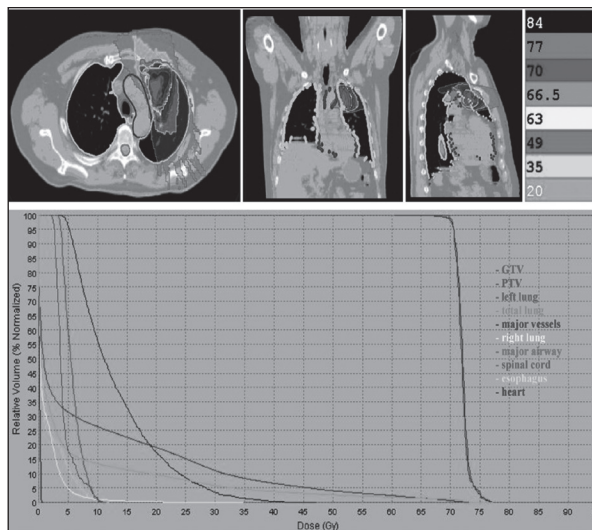 84
77
70
66.5
63
49
35
20
Relative Volume (% Normalized)
100
95
90
85
80
75
70
65
60
55
50
45
40
35
30
25
20
15
10
5
0
- GTV
- PTV
- left lung
- total lung
- major vessels
- right lung
- major airway
- spinal cord
- esophagus
- heart
0 5 10 15 20 25 30 35 40 45 50 55 60 65 70 75 80 85 90
Dose (Gy)